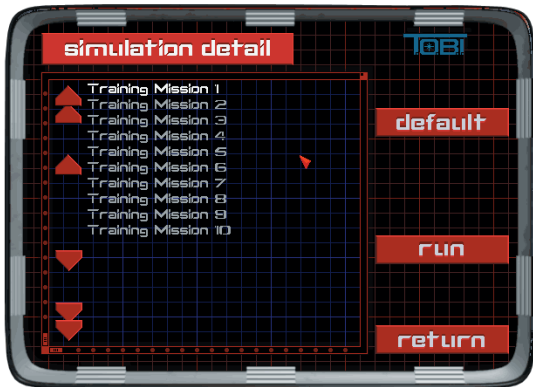 simulation detail
TOBI
Training Mission 1
Training Mission 2
Training Mission 3
Training Mission 4
Training Mission 5
Training Mission 6
Training Mission 7
Training Mission 8
Training Mission 9
Training Mission 10
default
run
return